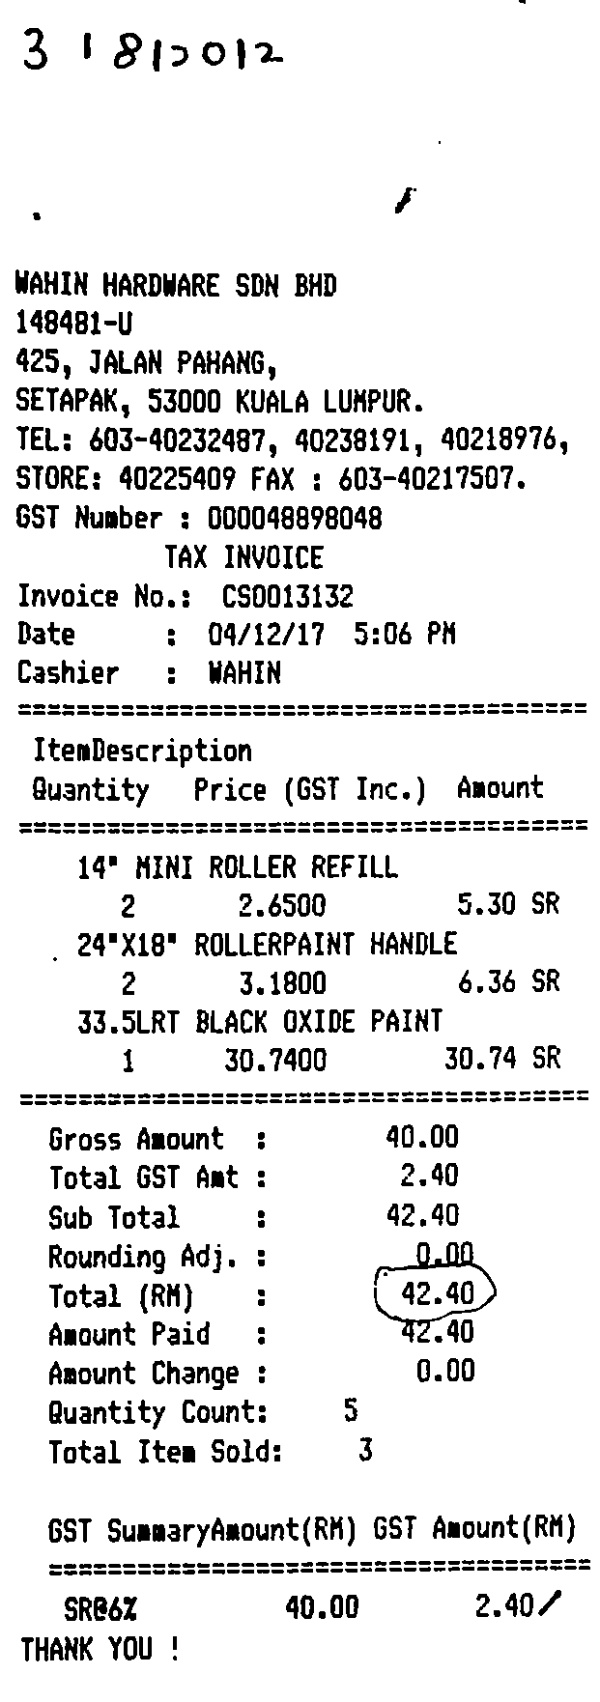 3 1 812012
WAHIN HARDWARE SDN BHD
148481-U
425, JALAN PAHANG,
SETAPAK, 53000 KUALA LUMPUR.
TEL: 603-40232487, 40238191, 40218976,
STORE: 40225409 FAX : 603-40217507.
GST Number : 000048898048
TAX INVOICE
Invoice No.: CS0013132
Date : 04/12/17 5:06 PM
Cashier : WAHIN
ItemDescription
Quantity Price (GST Inc.) Amount
14" MINI ROLLER REFILL
2 2.6500 5.30 SR
24"X18" ROLLERPAINT HANDLE
2 3.1800 6.36 SR
33.5LRT BLACK OXIDE PAINT
1 30.7400 30.74 SR
Gross Amount : 40.00
Total GST Amt : 2.40
Sub Total : 42.40
Rounding Adj. : 0.00
Total (RM) : 42.40
Amount Paid : 42.40
Amount Change : 0.00
Quantity Count: 5
Total Item Sold: 3
GST SummaryAmount(RM) GST Amount(RM)
SR@6% 40.00 2.40
THANK YOU !